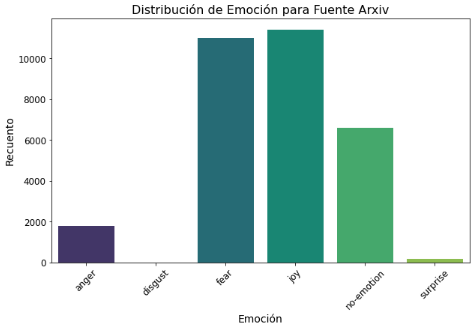 Distribución de Emoción para Fuente Arxiv
10000
8000
6000
4000
2000
0
Recuento
anger
disgust
fear
joy
no-emotion
surprise
Emoción